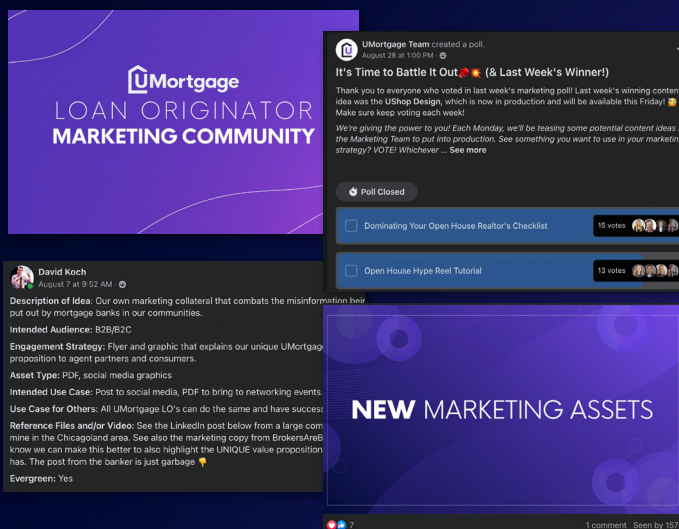 UMortgage
LOAN ORIGINATOR
MARKETING COMMUNITY
UMortgage Team created a poll.
August 28 at 1:00 PM ·
It's Time to Battle It Out🥊💥 (& Last Week's Winner!)
Thank you to everyone who voted in last week's marketing poll! Last week's winning conten
idea was the UShop Design, which is now in production and will be available this Friday!
Make sure keep voting each week!
We're giving the power to you! Each Monday, we'll be teasing some potential content ideas
the Marketing Team to put into production. See something you want to use in your marketin
strategy? VOTE! Whichever ... See more
Poll Closed
Dominating Your Open House Realtor's Checklist
15 votes
Open House Hype Reel Tutorial
13 votes
David Koch
August 7 at 9:52 AM ·
Description of Idea: Our own marketing collateral that combats the misinformation bein
put out by mortgage banks in our communities.
Intended Audience: B2B/B2C
Engagement Strategy: Flyer and graphic that explains our unique UMortgag
proposition to agent partners and consumers.
Asset Type: PDF, social media graphics
Intended Use Case: Post to social media, PDF to bring to networking events.
Use Case for Others: All UMortgage LO's can do the same and have success
Reference Files and/or Video: See the LinkedIn post below from a large com
mine in the Chicagoland area. See also the marketing copy from BrokersAreB
know we can make this better to also highlight the UNIQUE value proposition
has. The post from the banker is just garbage 👎
Evergreen: Yes
NEW MARKETING ASSETS
7
1 comment Seen by 157